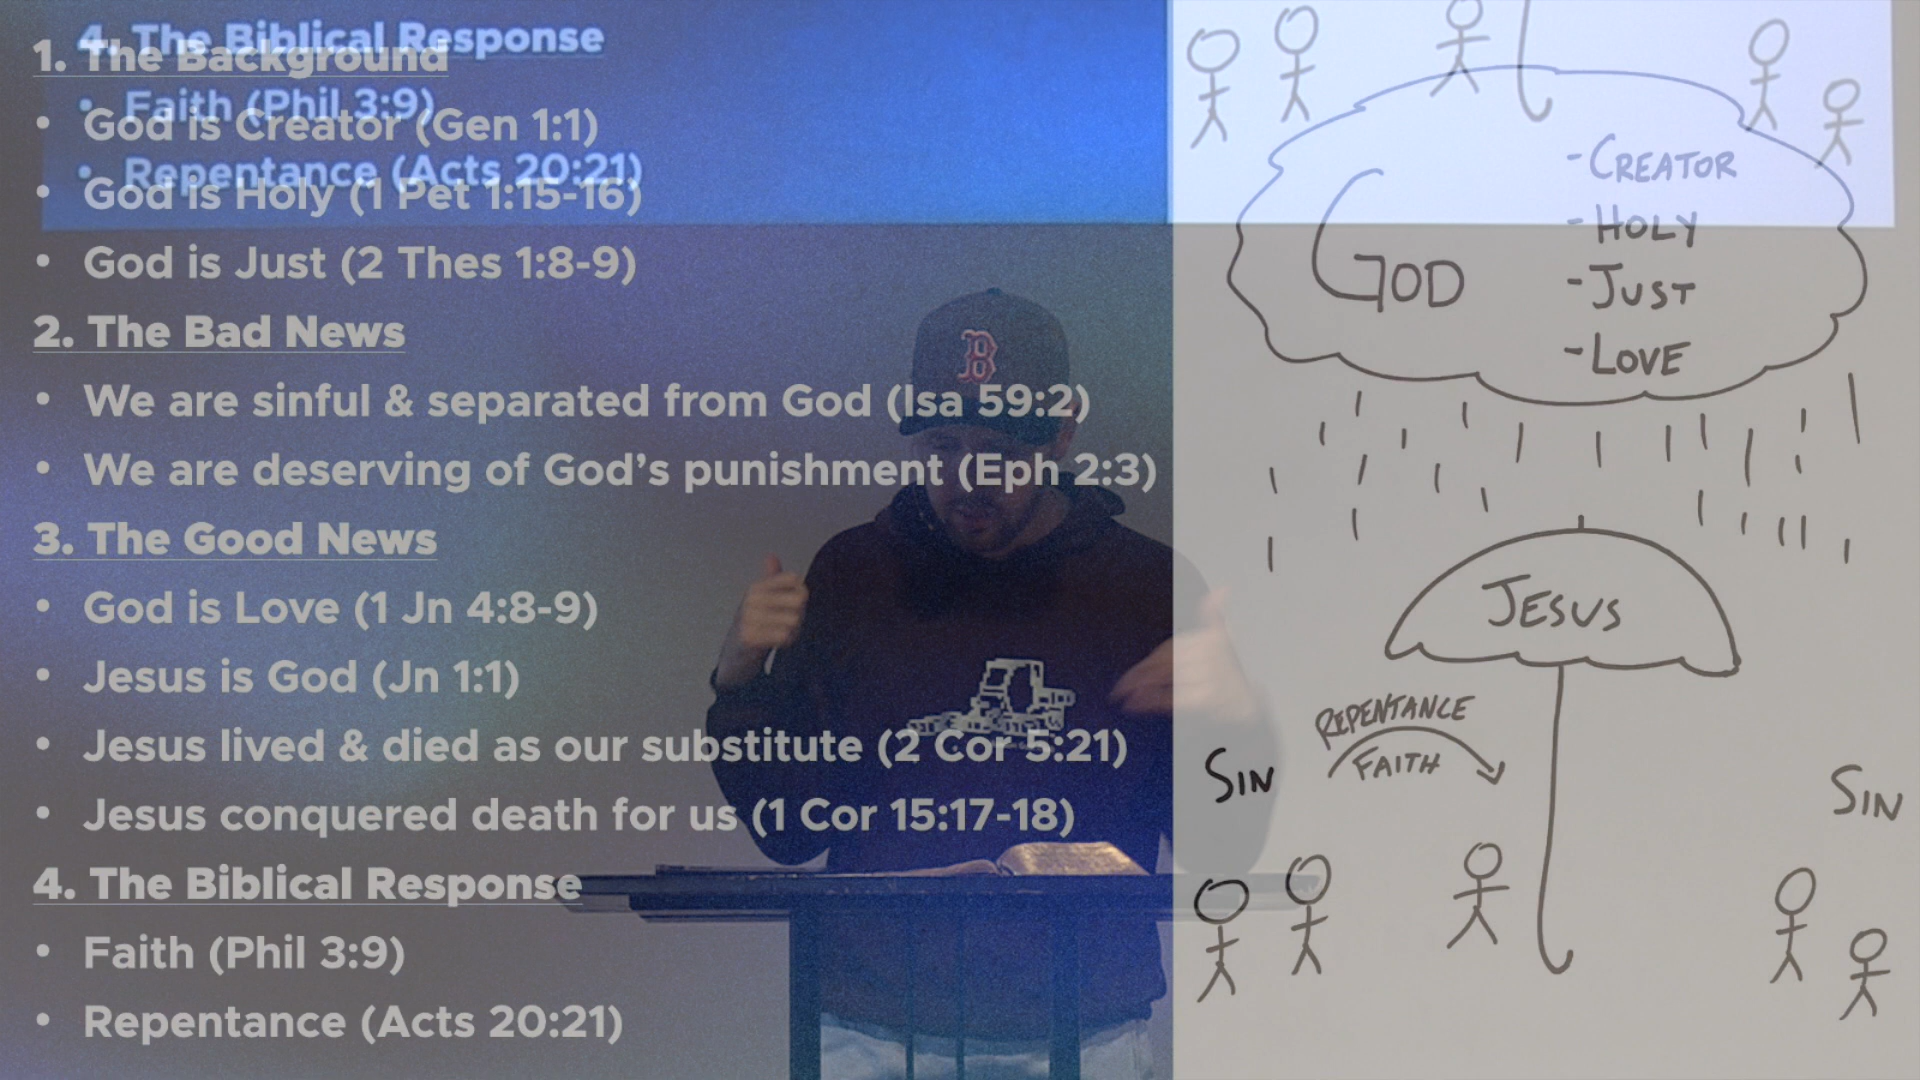 4. The Biblical Response
• Faith (Phil 3:9)
• Repentance (Acts 20:21)
1. The Background
• God is Creator (Gen 1:1)
• God is Holy (1 Pet 1:15-16)
• God is Just (2 Thes 1:8-9)
2. The Bad News
• We are sinful & separated from God (Isa 59:2)
• We are deserving of God’s punishment (Eph 2:3)
3. The Good News
• God is Love (1 Jn 4:8-9)
• Jesus is God (Jn 1:1)
• Jesus lived & died as our substitute (2 Cor 5:21)
• Jesus conquered death for us (1 Cor 15:17-18)
4. The Biblical Response
• Faith (Phil 3:9)
• Repentance (Acts 20:21)
B
GOD
- CREATOR
- HOLY
- JUST
- LOVE
JESUS
REPENTANCE
FAITH
SIN
SIN